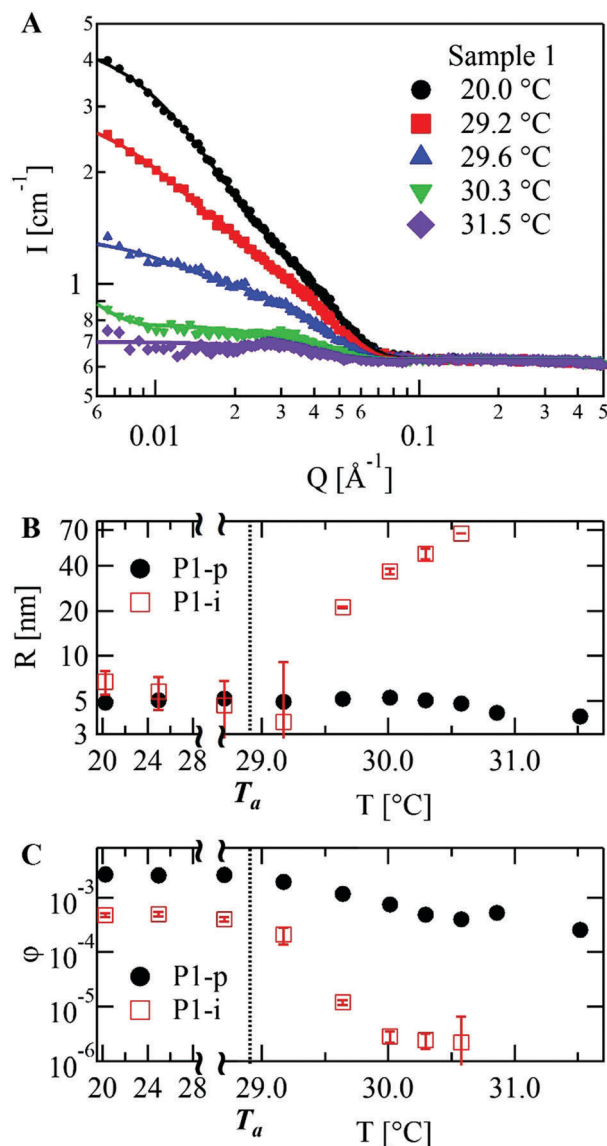 A
Sample 1
20.0 °C
29.2 °C
29.6 °C
30.3 °C
31.5 °C
I [cm⁻¹]
5
4
3
2
1
9
8
7
6
5
6
0.01
2
3
4
5
6
0.1
2
3
4
5
Q [Å⁻¹]
B
P1-p
P1-i
R [nm]
70
40
20
10
5
3
20
24
28
29.0
30.0
31.0
Tₐ
T [°C]
C
P1-p
P1-i
φ
10⁻³
10⁻⁴
10⁻⁵
10⁻⁶
20
24
28
29.0
30.0
31.0
Tₐ
T [°C]